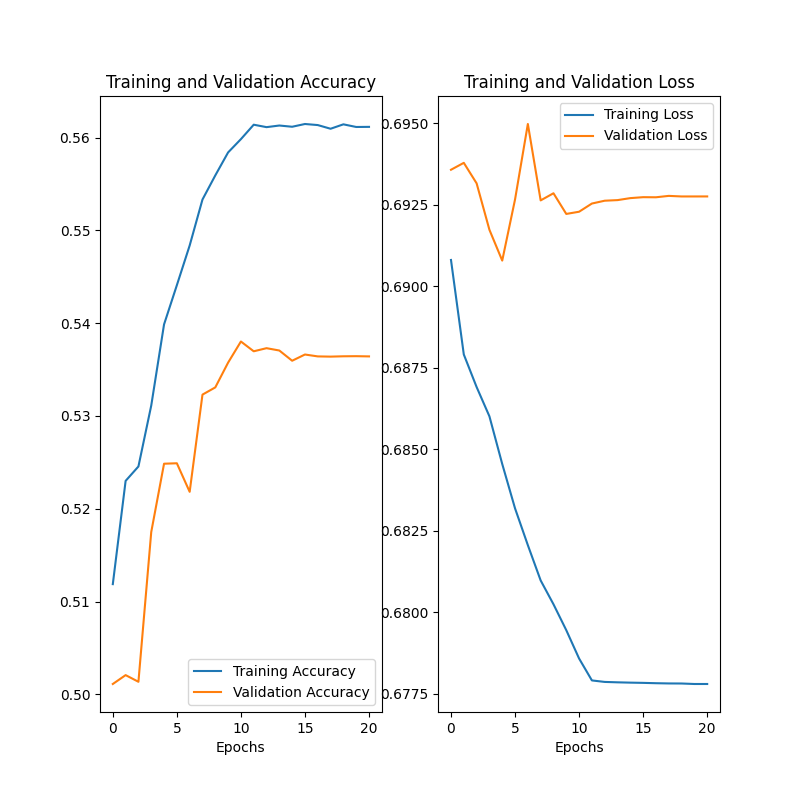 Training and Validation Accuracy
0.56
0.55
0.54
0.53
0.52
0.51
0.50
Training Accuracy
Validation Accuracy
0 5 10 15 20
Epochs
Training and Validation Loss
0.6950
0.6925
0.6900
0.6875
0.6850
0.6825
0.6800
0.6775
Training Loss
Validation Loss
0 5 10 15 20
Epochs